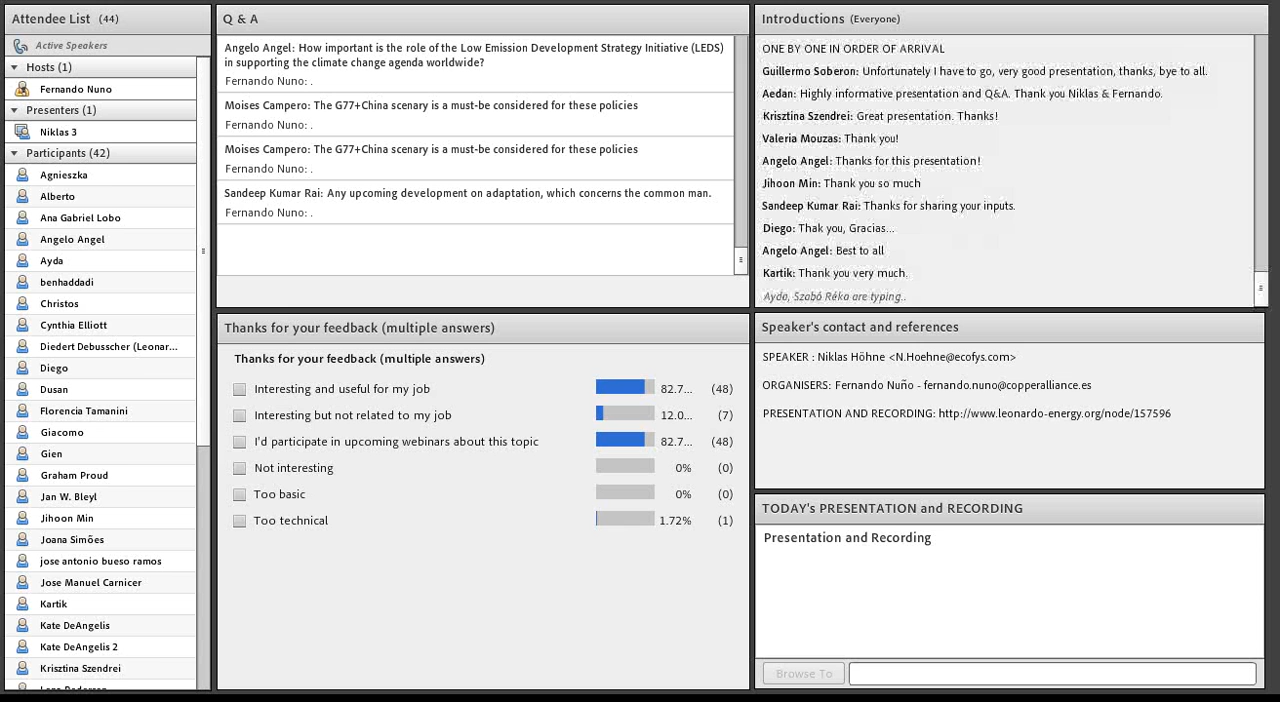 Attendee List (44)
Active Speakers
Hosts (1)
Fernando Nuno
Presenters (1)
Niklas 3
Participants (42)
Agnieszka
Alberto
Ana Gabriel Lobo
Angelo Angel
Ayda
benhaddadi
Christos
Cynthia Elliott
Diedert Debusscher (Leonar...
Diego
Dusan
Florencia Tamanini
Giacomo
Gien
Graham Proud
Jan W. Bleyl
Jihoon Min
Joana Simões
jose antonio bueso ramos
Jose Manuel Carnicer
Kartik
Kate DeAngelis
Kate DeAngelis 2
Krisztina Szendrei
Q & A
Angelo Angel: How important is the role of the Low Emission Development Strategy Initiative (LEDS)
in supporting the climate change agenda worldwide?
Fernando Nuno: .
Moises Campero: The G77+China scenary is a must-be considered for these policies
Fernando Nuno: .
Moises Campero: The G77+China scenary is a must-be considered for these policies
Fernando Nuno: .
Sandeep Kumar Rai: Any upcoming development on adaptation, which concerns the common man.
Fernando Nuno: .
Thanks for your feedback (multiple answers)
Thanks for your feedback (multiple answers)
Interesting and useful for my job 82.7... (48)
Interesting but not related to my job 12.0... (7)
I'd participate in upcoming webinars about this topic 82.7... (48)
Not interesting 0% (0)
Too basic 0% (0)
Too technical 1.72% (1)
Introductions (Everyone)
ONE BY ONE IN ORDER OF ARRIVAL
Guillermo Soberon: Unfortunately I have to go, very good presentation, thanks, bye to all.
Aedan: Highly informative presentation and Q&A. Thank you Niklas & Fernando.
Krisztina Szendrei: Great presentation. Thanks!
Valeria Mouzas: Thank you!
Angelo Angel: Thanks for this presentation!
Jihoon Min: Thank you so much
Sandeep Kumar Rai: Thanks for sharing your inputs.
Diego: Thak you, Gracias...
Angelo Angel: Best to all
Kartik: Thank you very much.
Ayda, Szabó Réka are typing..
Speaker's contact and references
SPEAKER : Niklas Höhne <N.Hoehne@ecofys.com>
ORGANISERS: Fernando Nuño - fernando.nuno@copperalliance.es
PRESENTATION AND RECORDING: http://www.leonardo-energy.org/node/157596
TODAY's PRESENTATION and RECORDING
Presentation and Recording
Browse To